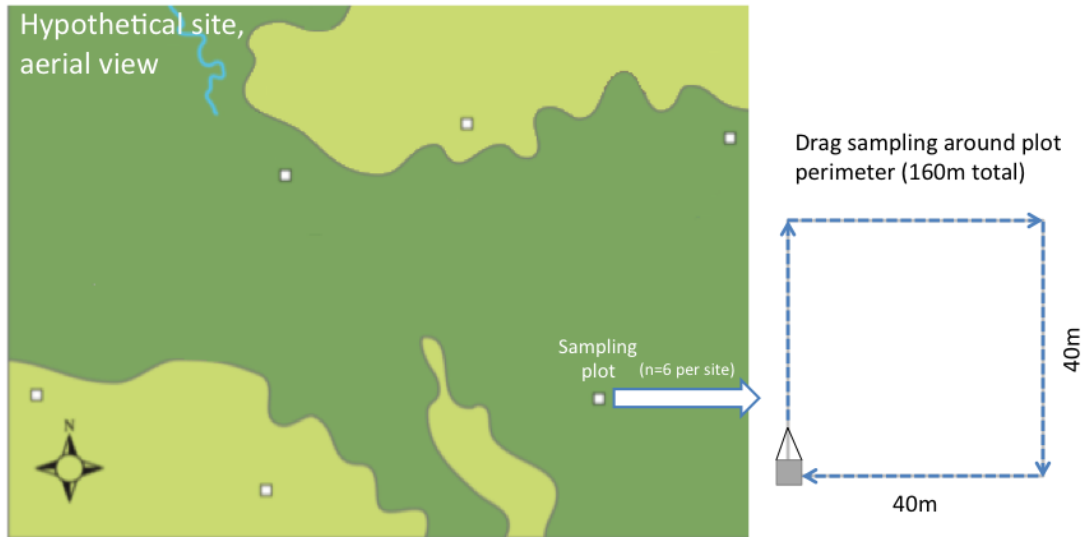 Hypothetical site,
aerial view
Drag sampling around plot
perimeter (160m total)
Sampling
plot
(n=6 per site)
40m
40m
N